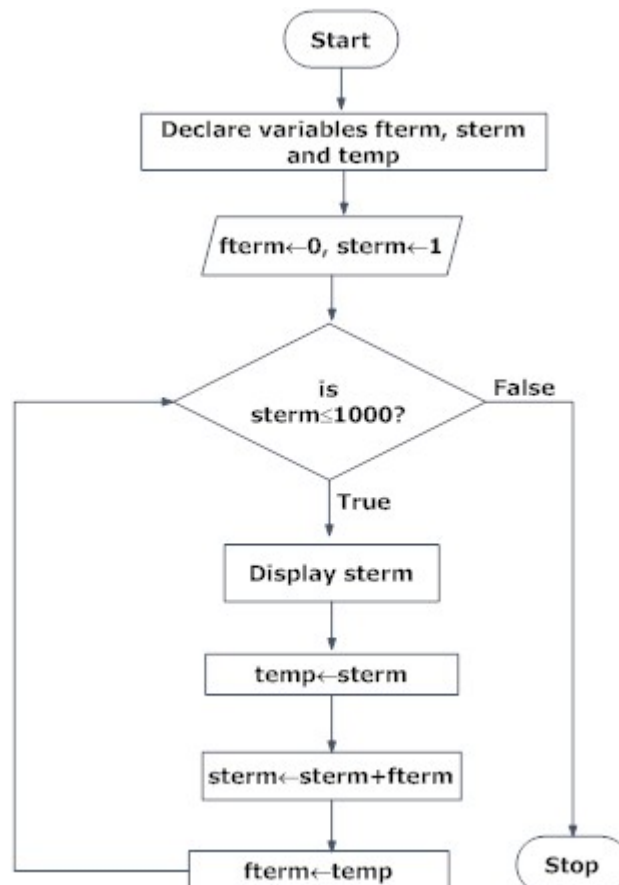 Start
Declare variables fterm, sterm
and temp
fterm←0, sterm←1
is
sterm≤1000?
False
True
Display sterm
temp←sterm
sterm←sterm+fterm
fterm←temp
Stop